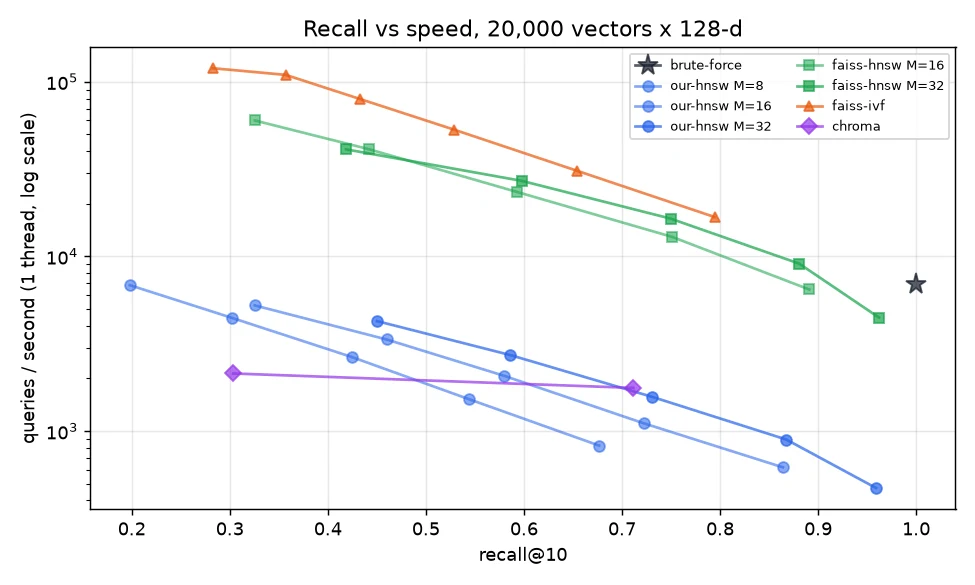 Recall vs speed, 20,000 vectors x 128-d
queries / second (1 thread, log scale)
10^5
10^4
10^3
brute-force
our-hnsw M=8
our-hnsw M=16
our-hnsw M=32
faiss-hnsw M=16
faiss-hnsw M=32
faiss-ivf
chroma
0.2 0.3 0.4 0.5 0.6 0.7 0.8 0.9 1.0
recall@10